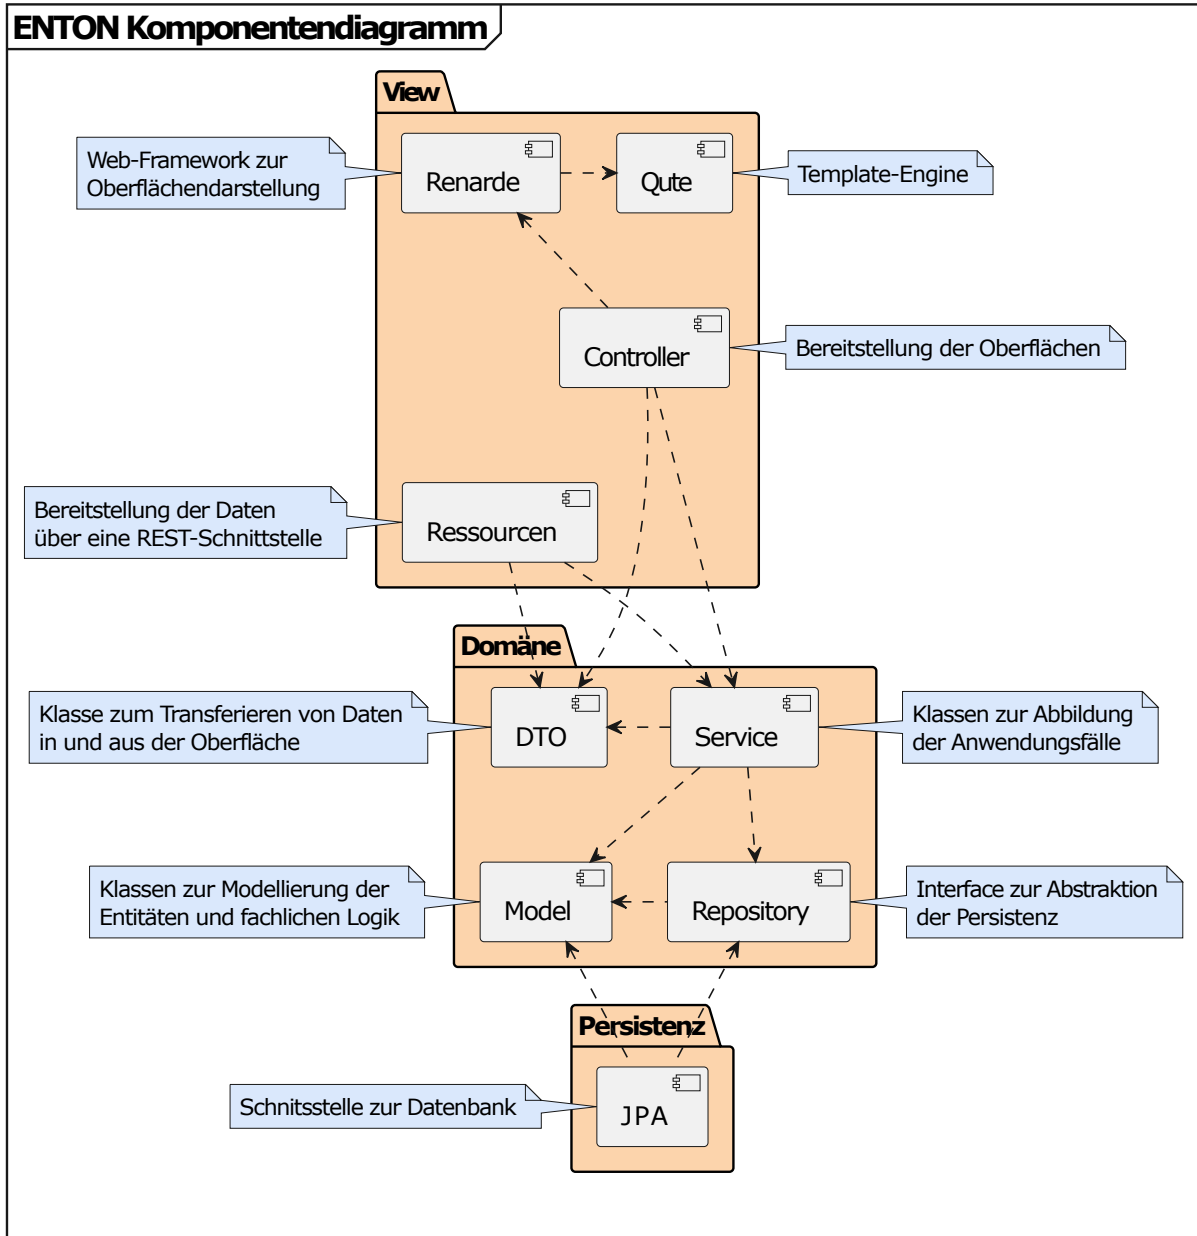 ENTON Komponentendiagramm
View
Web-Framework zur
Oberflächendarstellung
Renarde
Qute
Template-Engine
Controller
Bereitstellung der Oberflächen
Bereitstellung der Daten
über eine REST-Schnittstelle
Ressourcen
Domäne
Klasse zum Transferieren von Daten
in und aus der Oberfläche
DTO
Service
Klassen zur Abbildung
der Anwendungsfälle
Klassen zur Modellierung der
Entitäten und fachlichen Logik
Model
Repository
Interface zur Abstraktion
der Persistenz
Persistenz
Schnitsstelle zur Datenbank
JPA